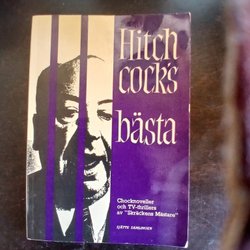 Hitch
cock's
bästa
Chocknoveller
och TV-thrillers
av "Skräckens Mästare"
SJÄTTE SAMLINGEN